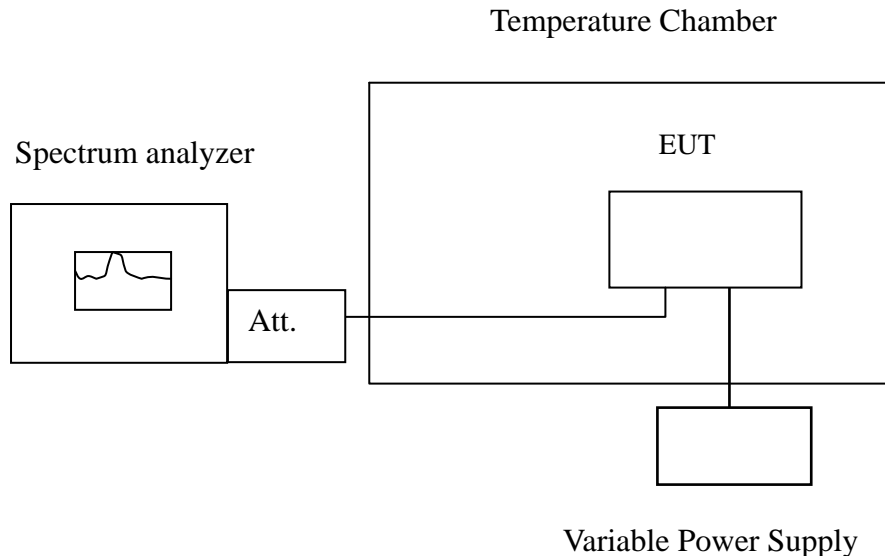 Temperature Chamber
EUT
Spectrum analyzer
Att.
Variable Power Supply